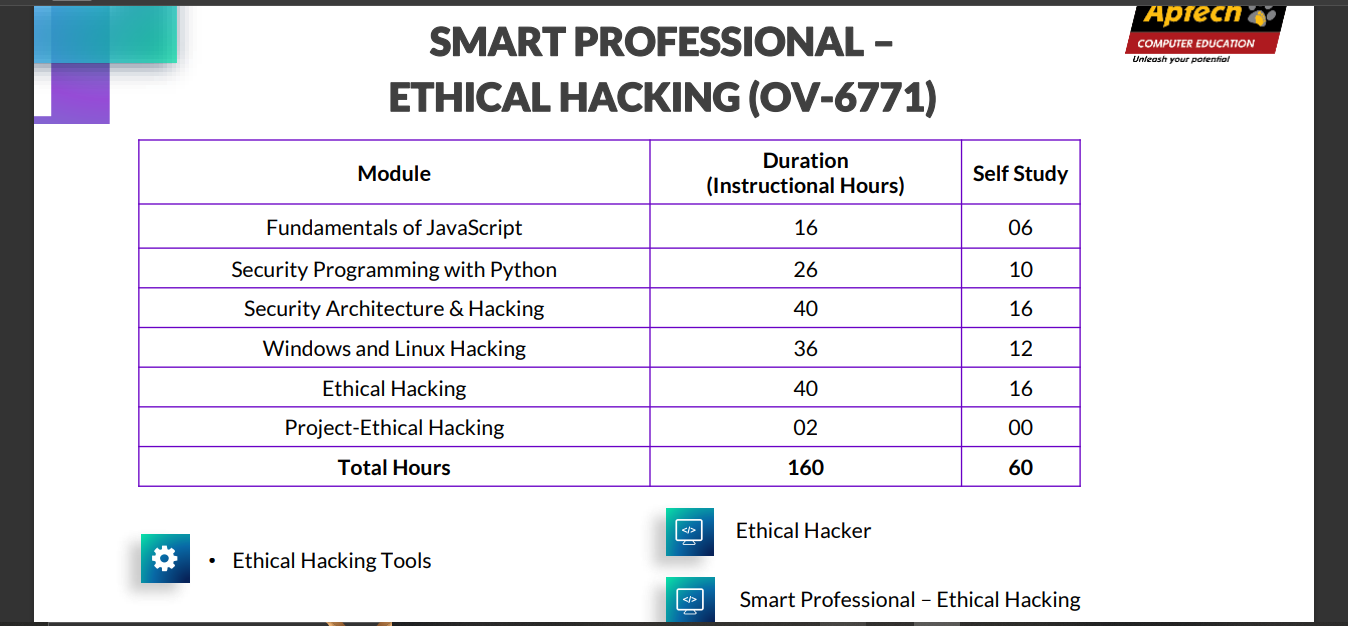 Aptech
COMPUTER EDUCATION
Unleash your potential
SMART PROFESSIONAL –
ETHICAL HACKING (OV-6771)
Module
Duration
(Instructional Hours)
Self Study
Fundamentals of JavaScript 16 06
Security Programming with Python 26 10
Security Architecture & Hacking 40 16
Windows and Linux Hacking 36 12
Ethical Hacking 40 16
Project-Ethical Hacking 02 00
Total Hours 160 60
• Ethical Hacking Tools
</> Ethical Hacker
</> Smart Professional – Ethical Hacking